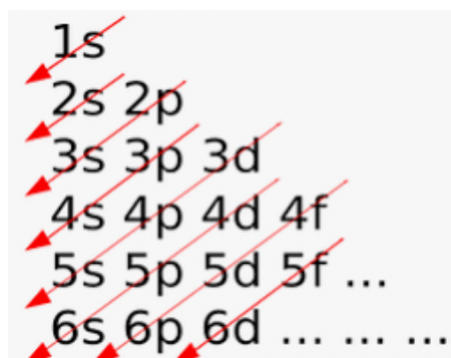 1s
2s 2p
3s 3p 3d
4s 4p 4d 4f
5s 5p 5d 5f ...
6s 6p 6d ... ... ...